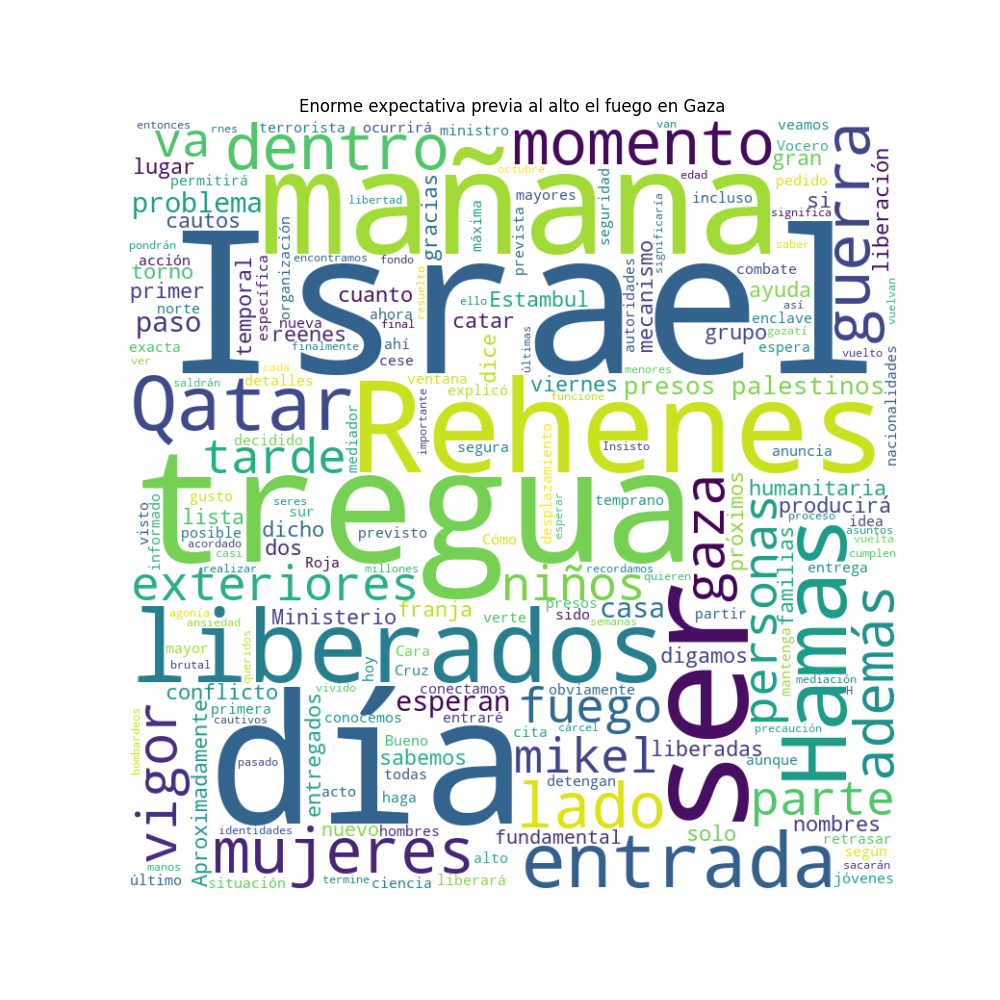 Enorme expectativa previa al alto el fuego en Gaza
entonces
rnes
terrorista
ocurrirá
ministro
van
veamos
va
dentro
momento
Vocero
gran
guerra
lugar
permitirá
mañana
octubre
edad
pedido
liberación
problema
libertad
gracias
máxima
mayores
seguridad
incluso
si
significa
significaría
cautos
organización
prevista
pondrán
encontramos
fondo
Israel
saber
acción
torno
temporal
específica
resuelto
autoridades
mecanismo
combate
norte
primer
cuanto
ello
Estambul
ayuda
así
vuelvan
paso
nueva
ahora
catar
enclave
reenes
final
grupo
gazatí
exacta
finalmente
ahí
cese
dice
últimas
espera
vuelto
ver
cada
menores
saldrán
detalles
ventana
explicó
viernes
presos palestinos
nacionalidades
funcione
Qatar
Rehenes
importante
decidido
mediador
segura
Insisto
anuncia
tarde
desplazamiento
tregua
gusto
seres
sur
temprano
esperar
gaza
próximos
humanitaria
visto
informado
lista
dicho
previsto
producirá
posible
acordado
proceso
idea
asuntos
casi
dos
Cómo
personas
vuelta
Roja
cumplen
realizar
millones
recordamos
entrega
familias
exteriores
niños
quieren
Hamas
además
agonía
ansiedad
Ministerio
franja
verte
presos
sido
casa
semanas
partir
ser
liberados
mayor
queridos
hoy
Cara
Cruz
digamos
mantenga
brutal
mediación
H
conflicto
vivido
conectamos
obviamente
primera
esperan
fuego
cautivos
conocemos
entraré
cita
cárcel
precaución
vigor
Aproximadamente
bombardeos
entregados
día
Bueno
sabemos
mikel
liberadas
aunque
pasado
todas
detengan
acto
haga
lado
parte
identidades
nuevo
hombres
fundamental
solo
nombres
retrasar
mujeres
alto
entrada
según
manos
sacarán
último
situación
termine
ciencia
liberará
jóvenes